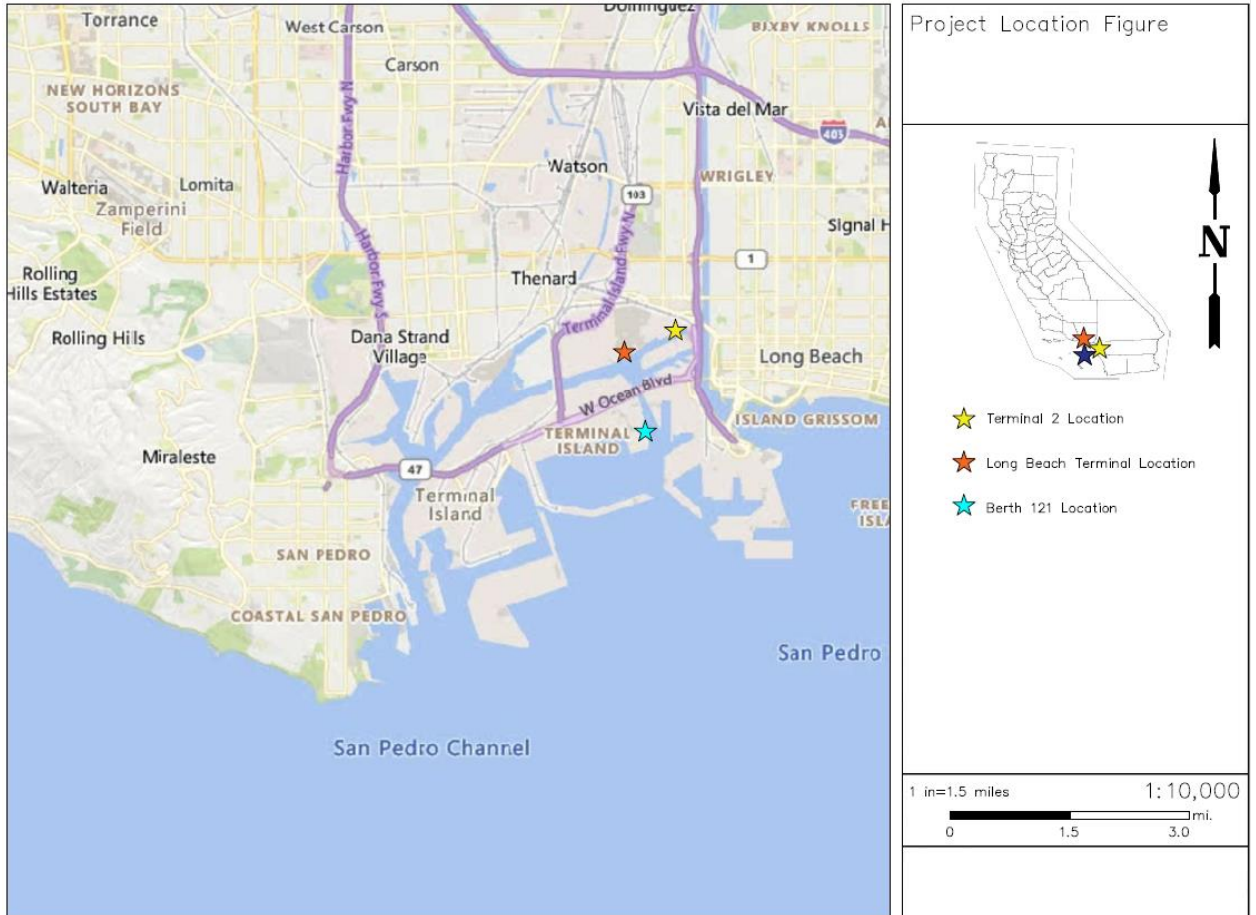 Dominguez
Project Location Figure
Torrance
West Carson
BIXBY KNOLLS
Carson
Harbor Fwy N
NEW HORIZONS
SOUTH BAY
Vista del Mar
405
Watson
WRIGLEY
Walteria
Lomita
103
Zamperini
Field
Signal H
N
Harbor Fwy S
Terminal Island Fwy N
1
Rolling
Hills Estates
Thenard
Rolling Hills
Dana Strand
Village
Long Beach
W Ocean Blvd
ISLAND GRISSOM
TERMINAL
ISLAND
Miraleste
47
Terminal
Island
FREE
ISLA
SAN PEDRO
COASTAL SAN PEDRO
San Pedro
San Pedro Channel
Terminal 2 Location
Long Beach Terminal Location
Berth 121 Location
1 in=1.5 miles
1:10,000
mi.
0 1.5 3.0